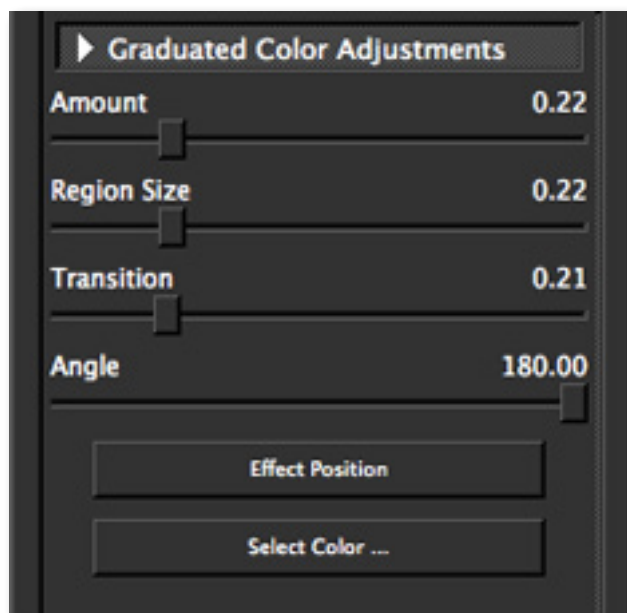 Graduated Color Adjustments
Amount 0.22
Region Size 0.22
Transition 0.21
Angle 180.00
Effect Position
Select Color ...